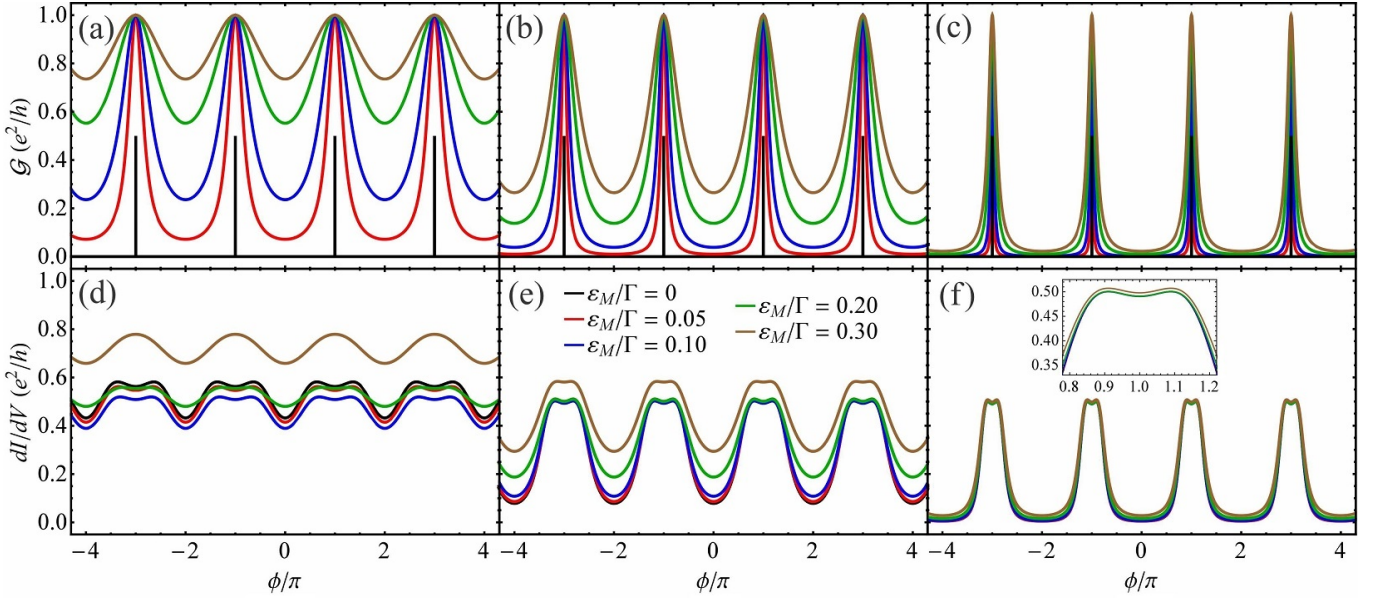 (a)
(b)
(c)
1.0
0.8
0.6
0.4
0.2
0.0
𝒢 (e²/h)
(d)
(e)
(f)
ε_M/Γ = 0
ε_M/Γ = 0.05
ε_M/Γ = 0.10
ε_M/Γ = 0.20
ε_M/Γ = 0.30
0.50
0.45
0.40
0.35
0.8 0.9 1.0 1.1 1.2
1.0
0.8
0.6
0.4
0.2
0.0
dI/dV (e²/h)
−4 −2 0 2 4
−4 −2 0 2 4
−4 −2 0 2 4
ϕ/π
ϕ/π
ϕ/π